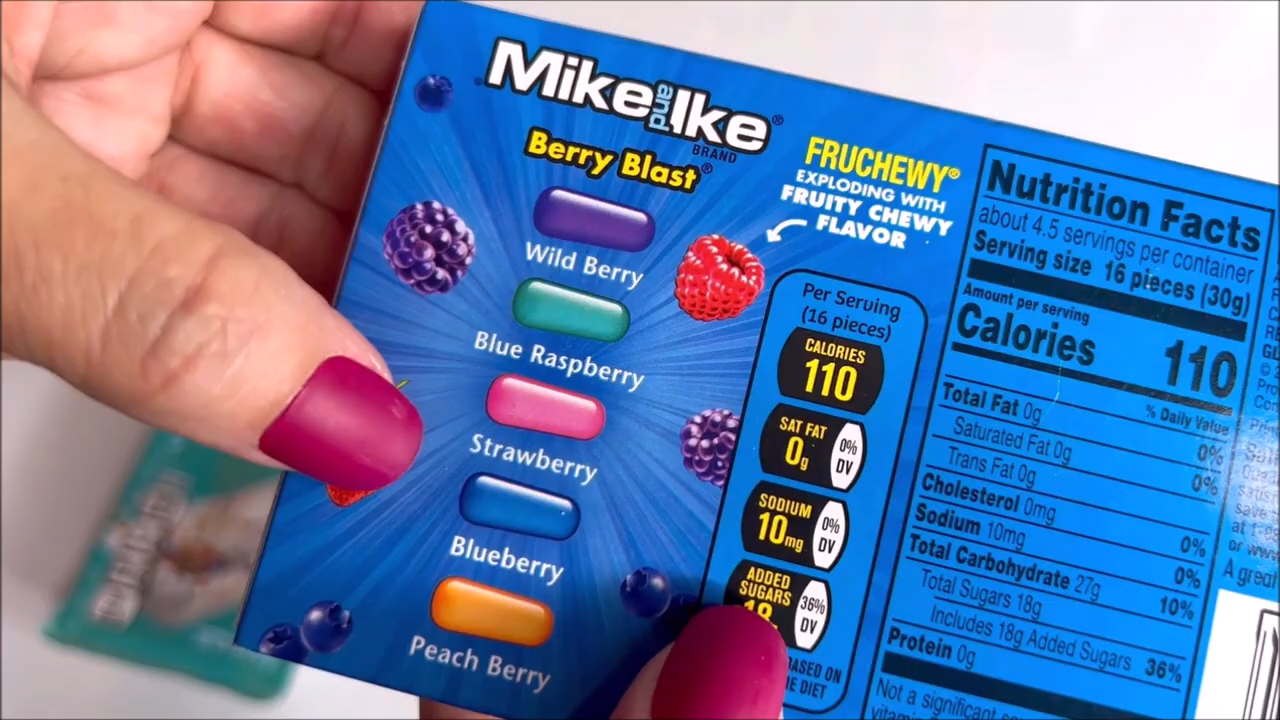 Mike and Ike®
BRAND
Berry Blast®
Wild Berry
Blue Raspberry
Strawberry
Blueberry
Peach Berry
FRUCHEWY®
EXPLODING WITH
FRUITY CHEWY
FLAVOR
Per Serving
(16 pieces)
CALORIES
110
SAT FAT
0g
0%
DV
SODIUM
10mg
0%
DV
ADDED
SUGARS
36%
DV
BASED ON
DIET
Nutrition Facts
about 4.5 servings per container
Serving size 16 pieces (30g)
Amount per serving
Calories 110
% Daily Value
Total Fat 0g 0%
Saturated Fat 0g 0%
Trans Fat 0g
Cholesterol 0mg 0%
Sodium 10mg 0%
Total Carbohydrate 27g 10%
Total Sugars 18g
Includes 18g Added Sugars 36%
Protein 0g
Not a significant
A great